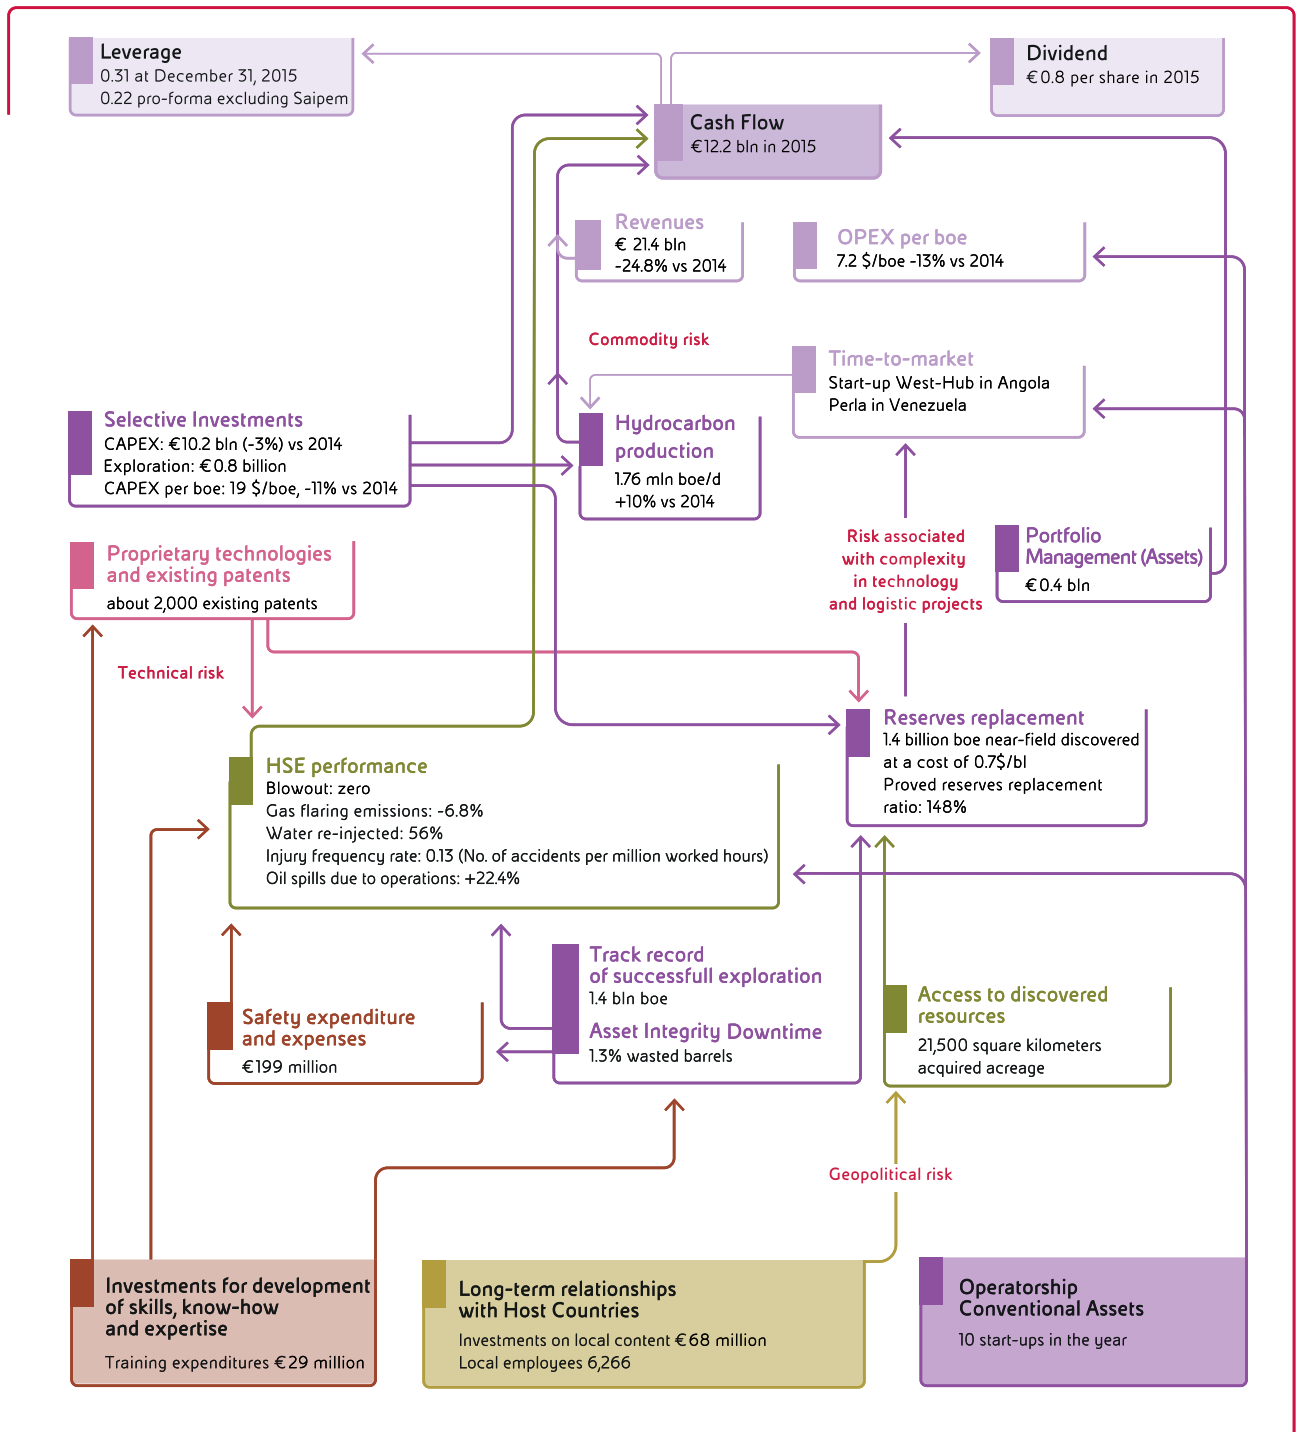 Leverage
0.31 at December 31, 2015
0.22 pro-forma excluding Saipem
Dividend
€0.8 per share in 2015
Cash Flow
€12.2 bln in 2015
Revenues
€ 21.4 bln
-24.8% vs 2014
OPEX per boe
7.2 $/boe -13% vs 2014
Commodity risk
Time-to-market
Start-up West-Hub in Angola
Perla in Venezuela
Selective Investments
CAPEX: €10.2 bln (-3%) vs 2014
Exploration: €0.8 billion
CAPEX per boe: 19 $/boe, -11% vs 2014
Hydrocarbon
production
1.76 mln boe/d
+10% vs 2014
Risk associated
with complexity
in technology
and logistic projects
Portfolio
Management (Assets)
€0.4 bln
Proprietary technologies
and existing patents
about 2,000 existing patents
Technical risk
Reserves replacement
1.4 billion boe near-field discovered
at a cost of 0.7$/bl
Proved reserves replacement
ratio: 148%
HSE performance
Blowout: zero
Gas flaring emissions: -6.8%
Water re-injected: 56%
Injury frequency rate: 0.13 (No. of accidents per million worked hours)
Oil spills due to operations: +22.4%
Track record
of successfull exploration
1.4 bln boe
Asset Integrity Downtime
1.3% wasted barrels
Safety expenditure
and expenses
€199 million
Access to discovered
resources
21,500 square kilometers
acquired acreage
Geopolitical risk
Investments for development
of skills, know-how
and expertise
Training expenditures €29 million
Long-term relationships
with Host Countries
Investments on local content €68 million
Local employees 6,266
Operatorship
Conventional Assets
10 start-ups in the year